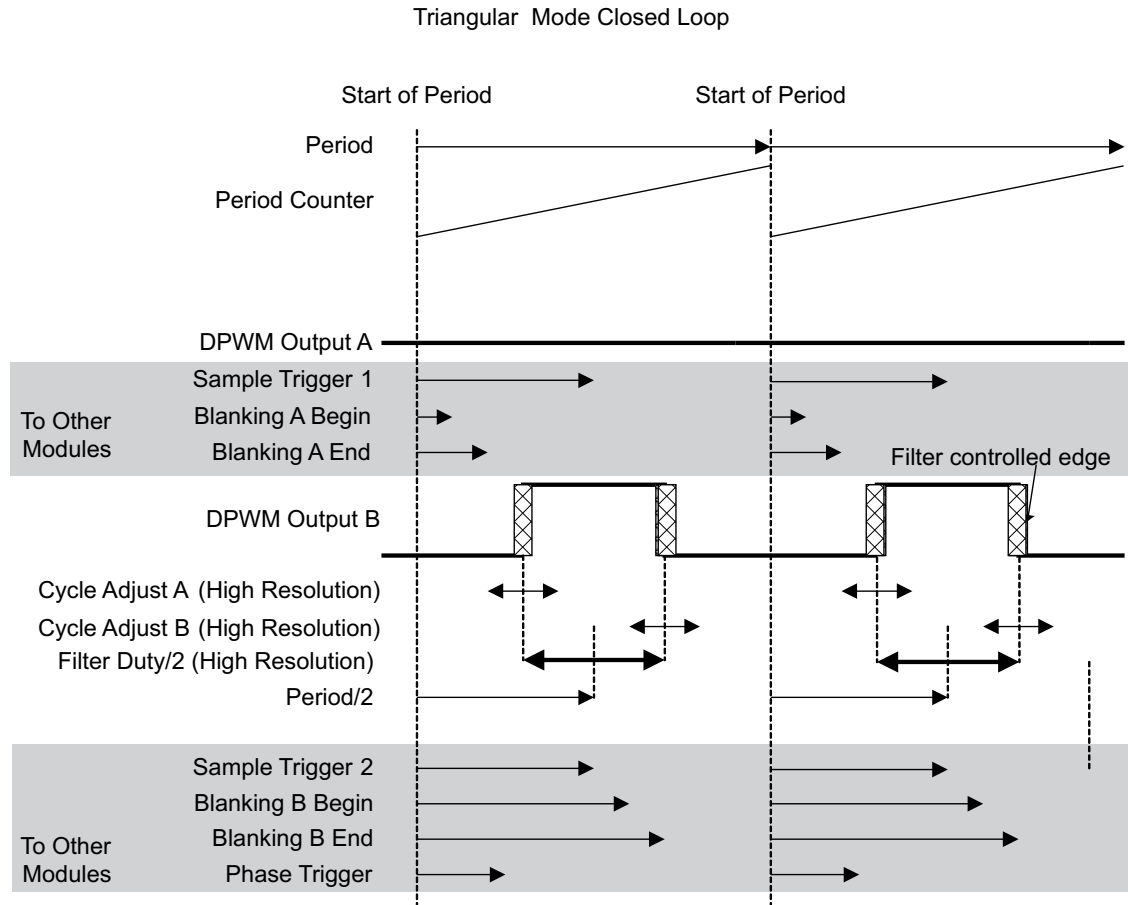 Triangular Mode Closed Loop
Start of Period
Start of Period
Period
Period Counter
DPWM Output A
Sample Trigger 1
To Other
Modules
Blanking A Begin
Blanking A End
Filter controlled edge
DPWM Output B
Cycle Adjust A (High Resolution)
Cycle Adjust B (High Resolution)
Filter Duty/2 (High Resolution)
Period/2
Sample Trigger 2
Blanking B Begin
Blanking B End
To Other
Modules
Phase Trigger